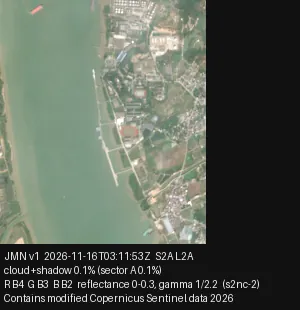 JMN v1 2026-11-16T03:11:53Z S2A L2A
cloud+shadow 0.1% (sector A 0.1%)
R B4 G B3 B B2 reflectance 0-0.3, gamma 1/2.2 (s2nc-2)
Contains modified Copernicus Sentinel data 2026